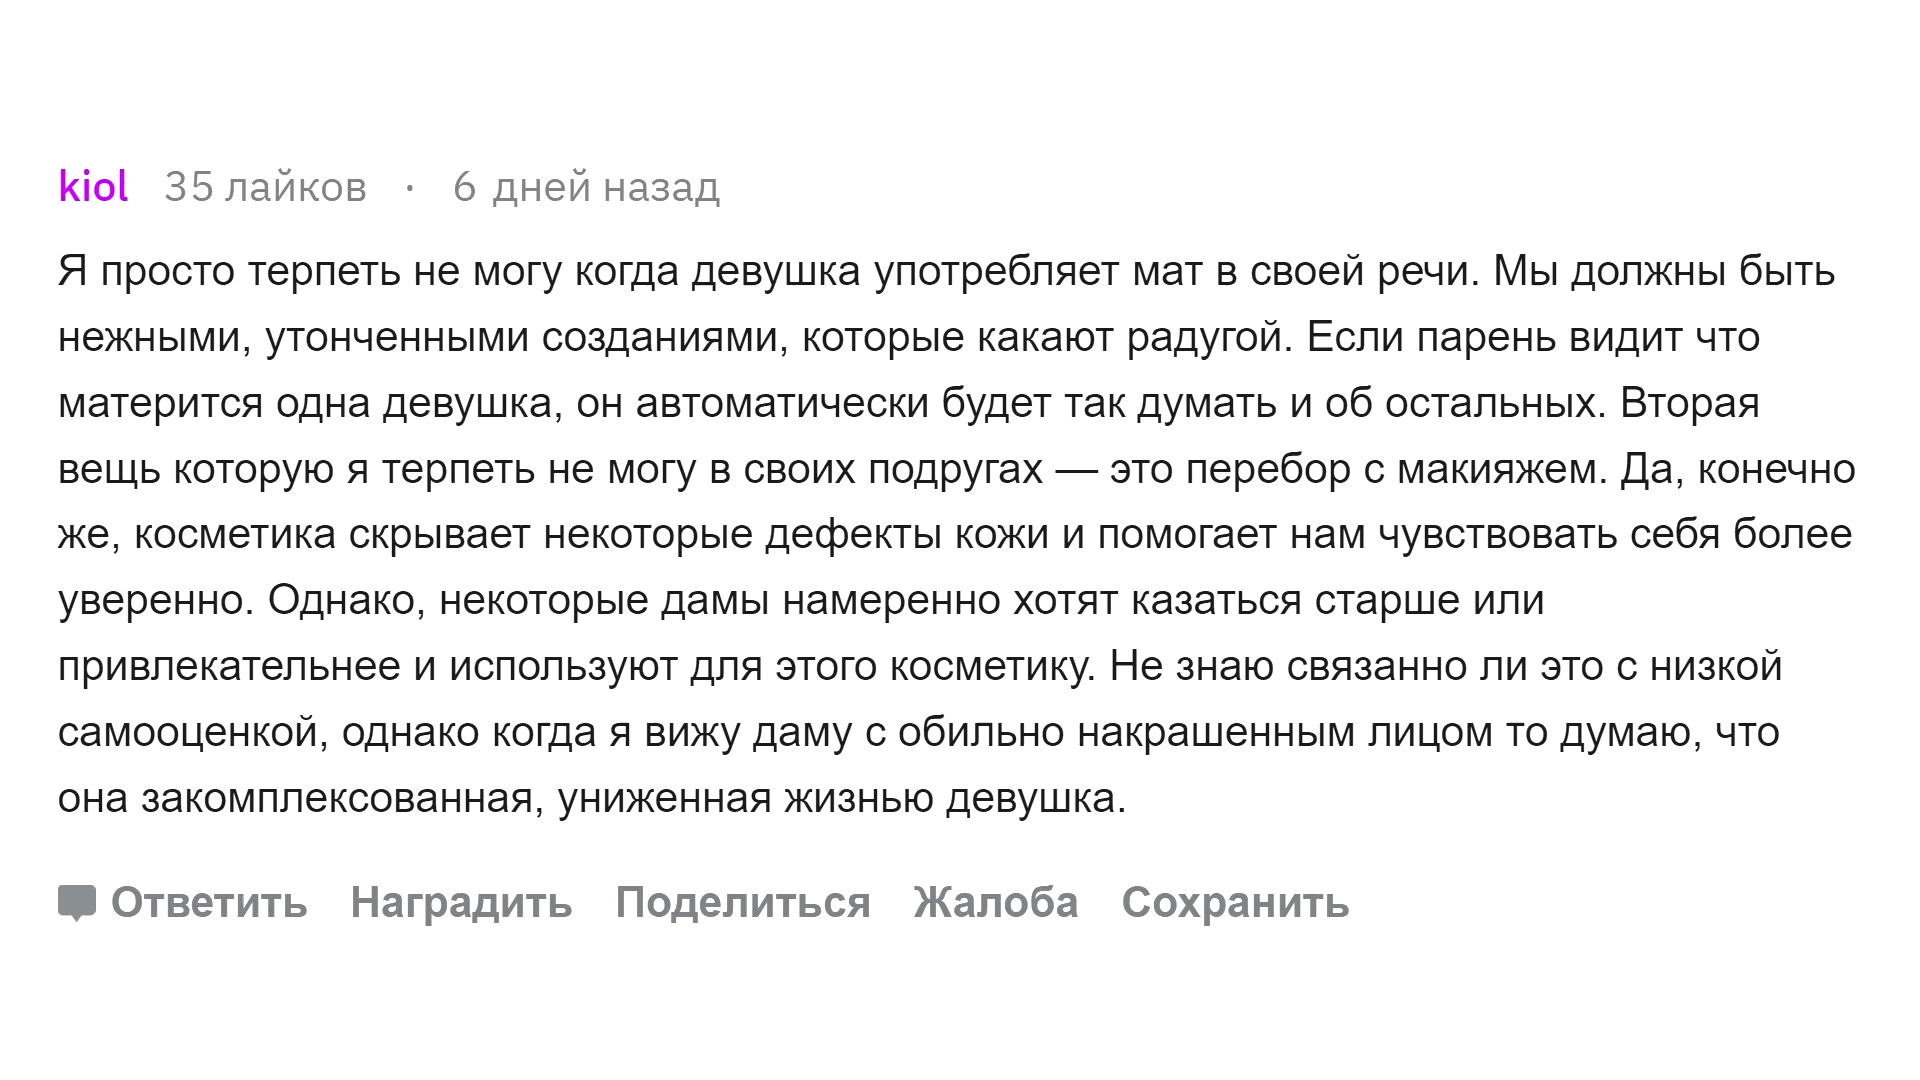 kiol 35 лайков · 6 дней назад
Я просто терпеть не могу когда девушка употребляет мат в своей речи. Мы должны быть
нежными, утонченными созданиями, которые какают радугой. Если парень видит что
матерится одна девушка, он автоматически будет так думать и об остальных. Вторая
вещь которую я терпеть не могу в своих подругах — это перебор с макияжем. Да, конечно
же, косметика скрывает некоторые дефекты кожи и помогает нам чувствовать себя более
уверенно. Однако, некоторые дамы намеренно хотят казаться старше или
привлекательнее и используют для этого косметику. Не знаю связанно ли это с низкой
самооценкой, однако когда я вижу даму с обильно накрашенным лицом то думаю, что
она закомплексованная, униженная жизнью девушка.
Ответить Наградить Поделиться Жалоба Сохранить